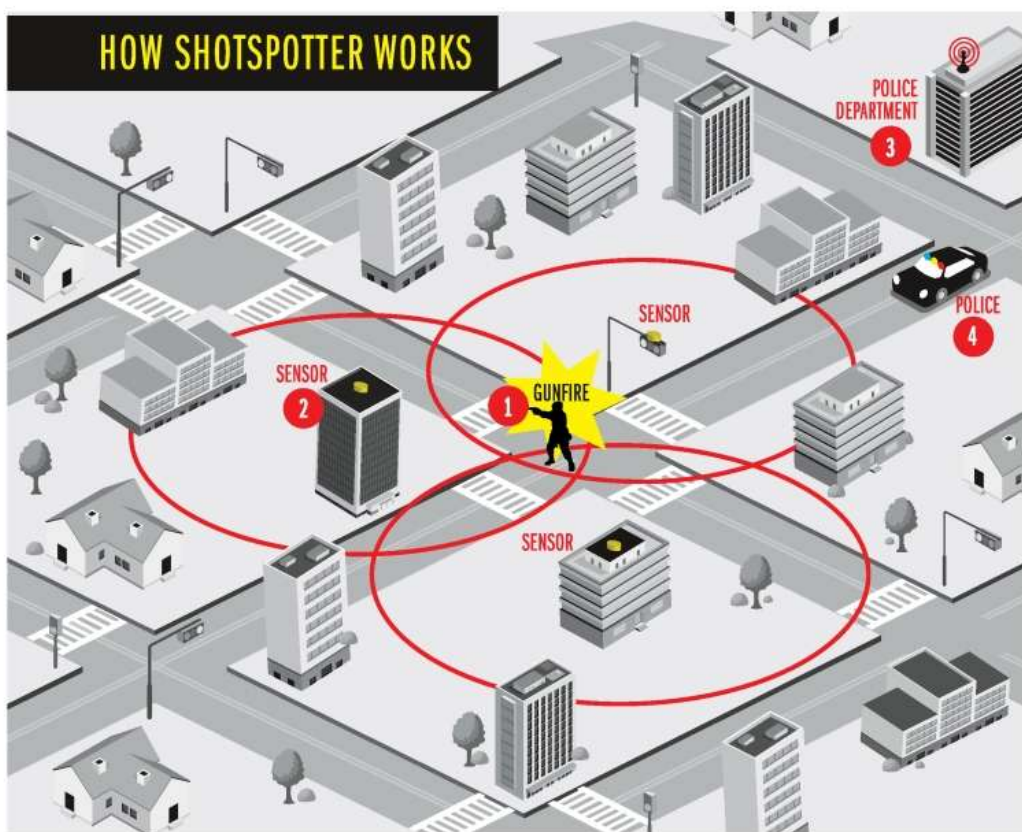 HOW SHOTSPOTTER WORKS
POLICE
DEPARTMENT
3
POLICE
4
SENSOR
SENSOR
2
1
GUNFIRE
SENSOR